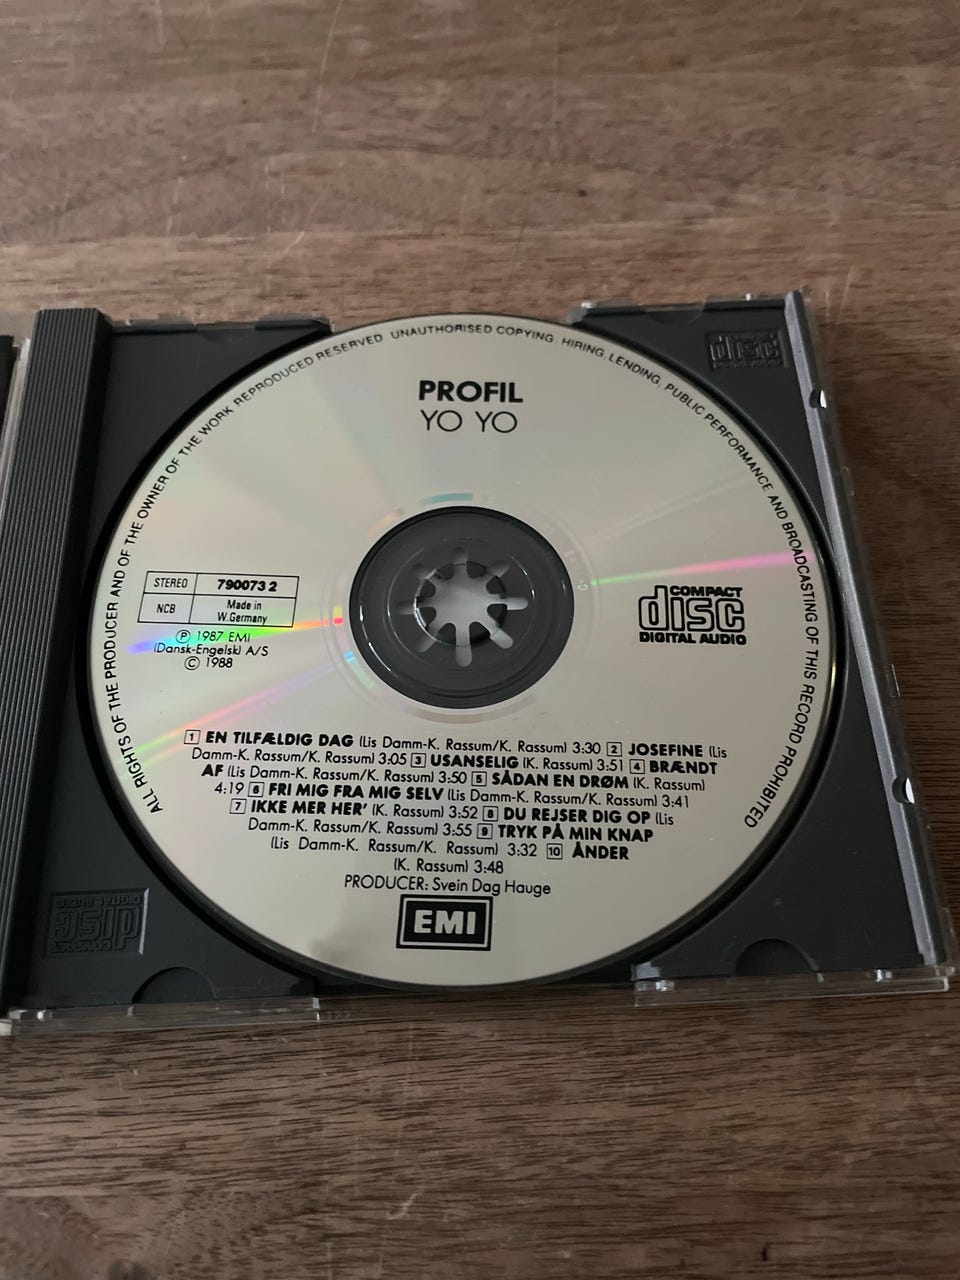 ALL RIGHTS OF THE PRODUCER AND OF THE OWNER OF THE WORK REPRODUCED RESERVED UNAUTHORISED COPYING, HIRING, LENDING, PUBLIC PERFORMANCE AND BROADCASTING OF THIS RECORD PROHIBITED
PROFIL
YO YO
STEREO 790073 2
NCB Made in W.Germany
Ⓟ 1987 EMI
(Dansk-Engelsk) A/S
© 1988
COMPACT
disc
DIGITAL AUDIO
1 EN TILFÆLDIG DAG (Lis Damm-K. Rassum/K. Rassum) 3:30 2 JOSEFINE (Lis
Damm-K. Rassum/K. Rassum) 3:05 3 USANSELIG (K. Rassum) 3:51 4 BRÆNDT
AF (Lis Damm-K. Rassum/K. Rassum) 3:50 5 SÅDAN EN DRØM (K. Rassum)
4:19 6 FRI MIG FRA MIG SELV (Lis Damm-K. Rassum/K. Rassum) 3:41
7 IKKE MER HER' (K. Rassum) 3:52 8 DU REJSER DIG OP (Lis
Damm-K. Rassum/K. Rassum) 3:55 9 TRYK PÅ MIN KNAP
(Lis Damm-K. Rassum/K. Rassum) 3:32 10 ÅNDER
(K. Rassum) 3:48
PRODUCER: Svein Dag Hauge
EMI
disc
COMPACT
disc
DIGITAL AUDIO